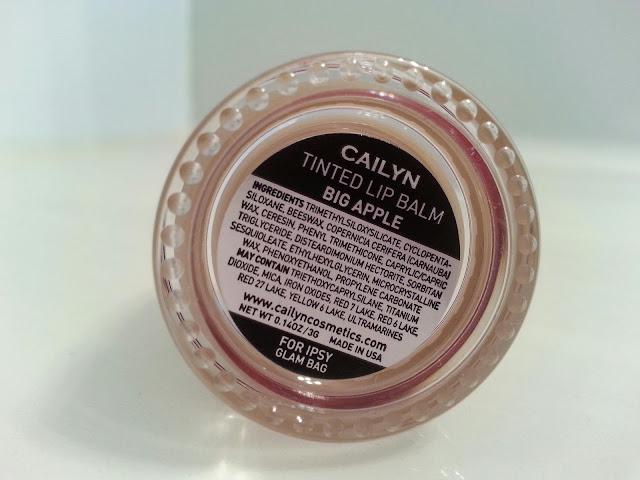 CAILYN
TINTED LIP BALM
BIG APPLE
INGREDIENTS TRIMETHYLSILOXYSILICATE, CYCLOPENTA-
SILOXANE, BEESWAX, COPERNICIA CERIFERA (CARNAUBA)
WAX, CERESIN, PHENYL TRIMETHICONE, CAPRYLIC/CAPRIC
TRIGLYCERIDE, DISTEARDIMONIUM HECTORITE, SORBITAN
SESQUIOLEATE, ETHYLHEXYLGLYCERIN, MICROCRYSTALLINE
WAX, PHENOXYETHANOL, PROPYLENE CARBONATE
MAY CONTAIN TRIETHOXYCAPRYLSILANE, TITANIUM
DIOXIDE, MICA, IRON OXIDES, RED 7 LAKE, RED 6 LAKE,
RED 27 LAKE, YELLOW 6 LAKE, ULTRAMARINES
www.cailyncosmetics.com
NET WT 0.14OZ/3G MADE IN USA
FOR IPSY
GLAM BAG